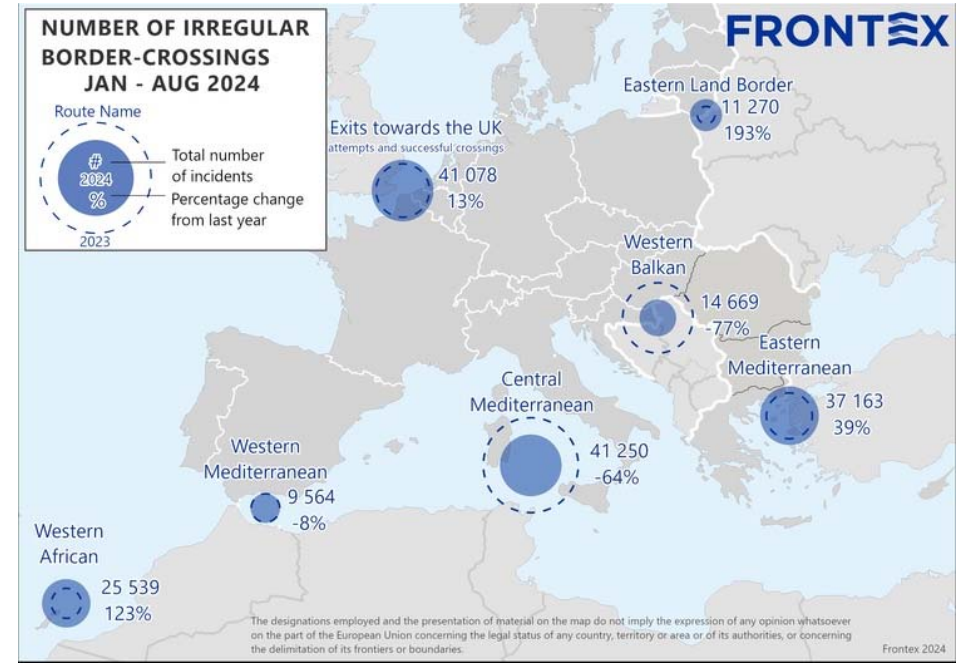 NUMBER OF IRREGULAR
BORDER-CROSSINGS
JAN - AUG 2024
Route Name
#
2024
%
Total number
of incidents
Percentage change
from last year
2023
FRONTEX
Eastern Land Border
11 270
193%
Exits towards the UK
attempts and successful crossings
41 078
13%
Western
Balkan
14 669
-77%
Eastern
Mediterranean
37 163
39%
Central
Mediterranean
41 250
-64%
Western
Mediterranean
9 564
-8%
Western
African
25 539
123%
The designations employed and the presentation of material on the map do not imply the expression of any opinion whatsoever
on the part of the European Union concerning the legal status of any country, territory or area or of its authorities, or concerning
the delimitation of its frontiers or boundaries.
Frontex 2024